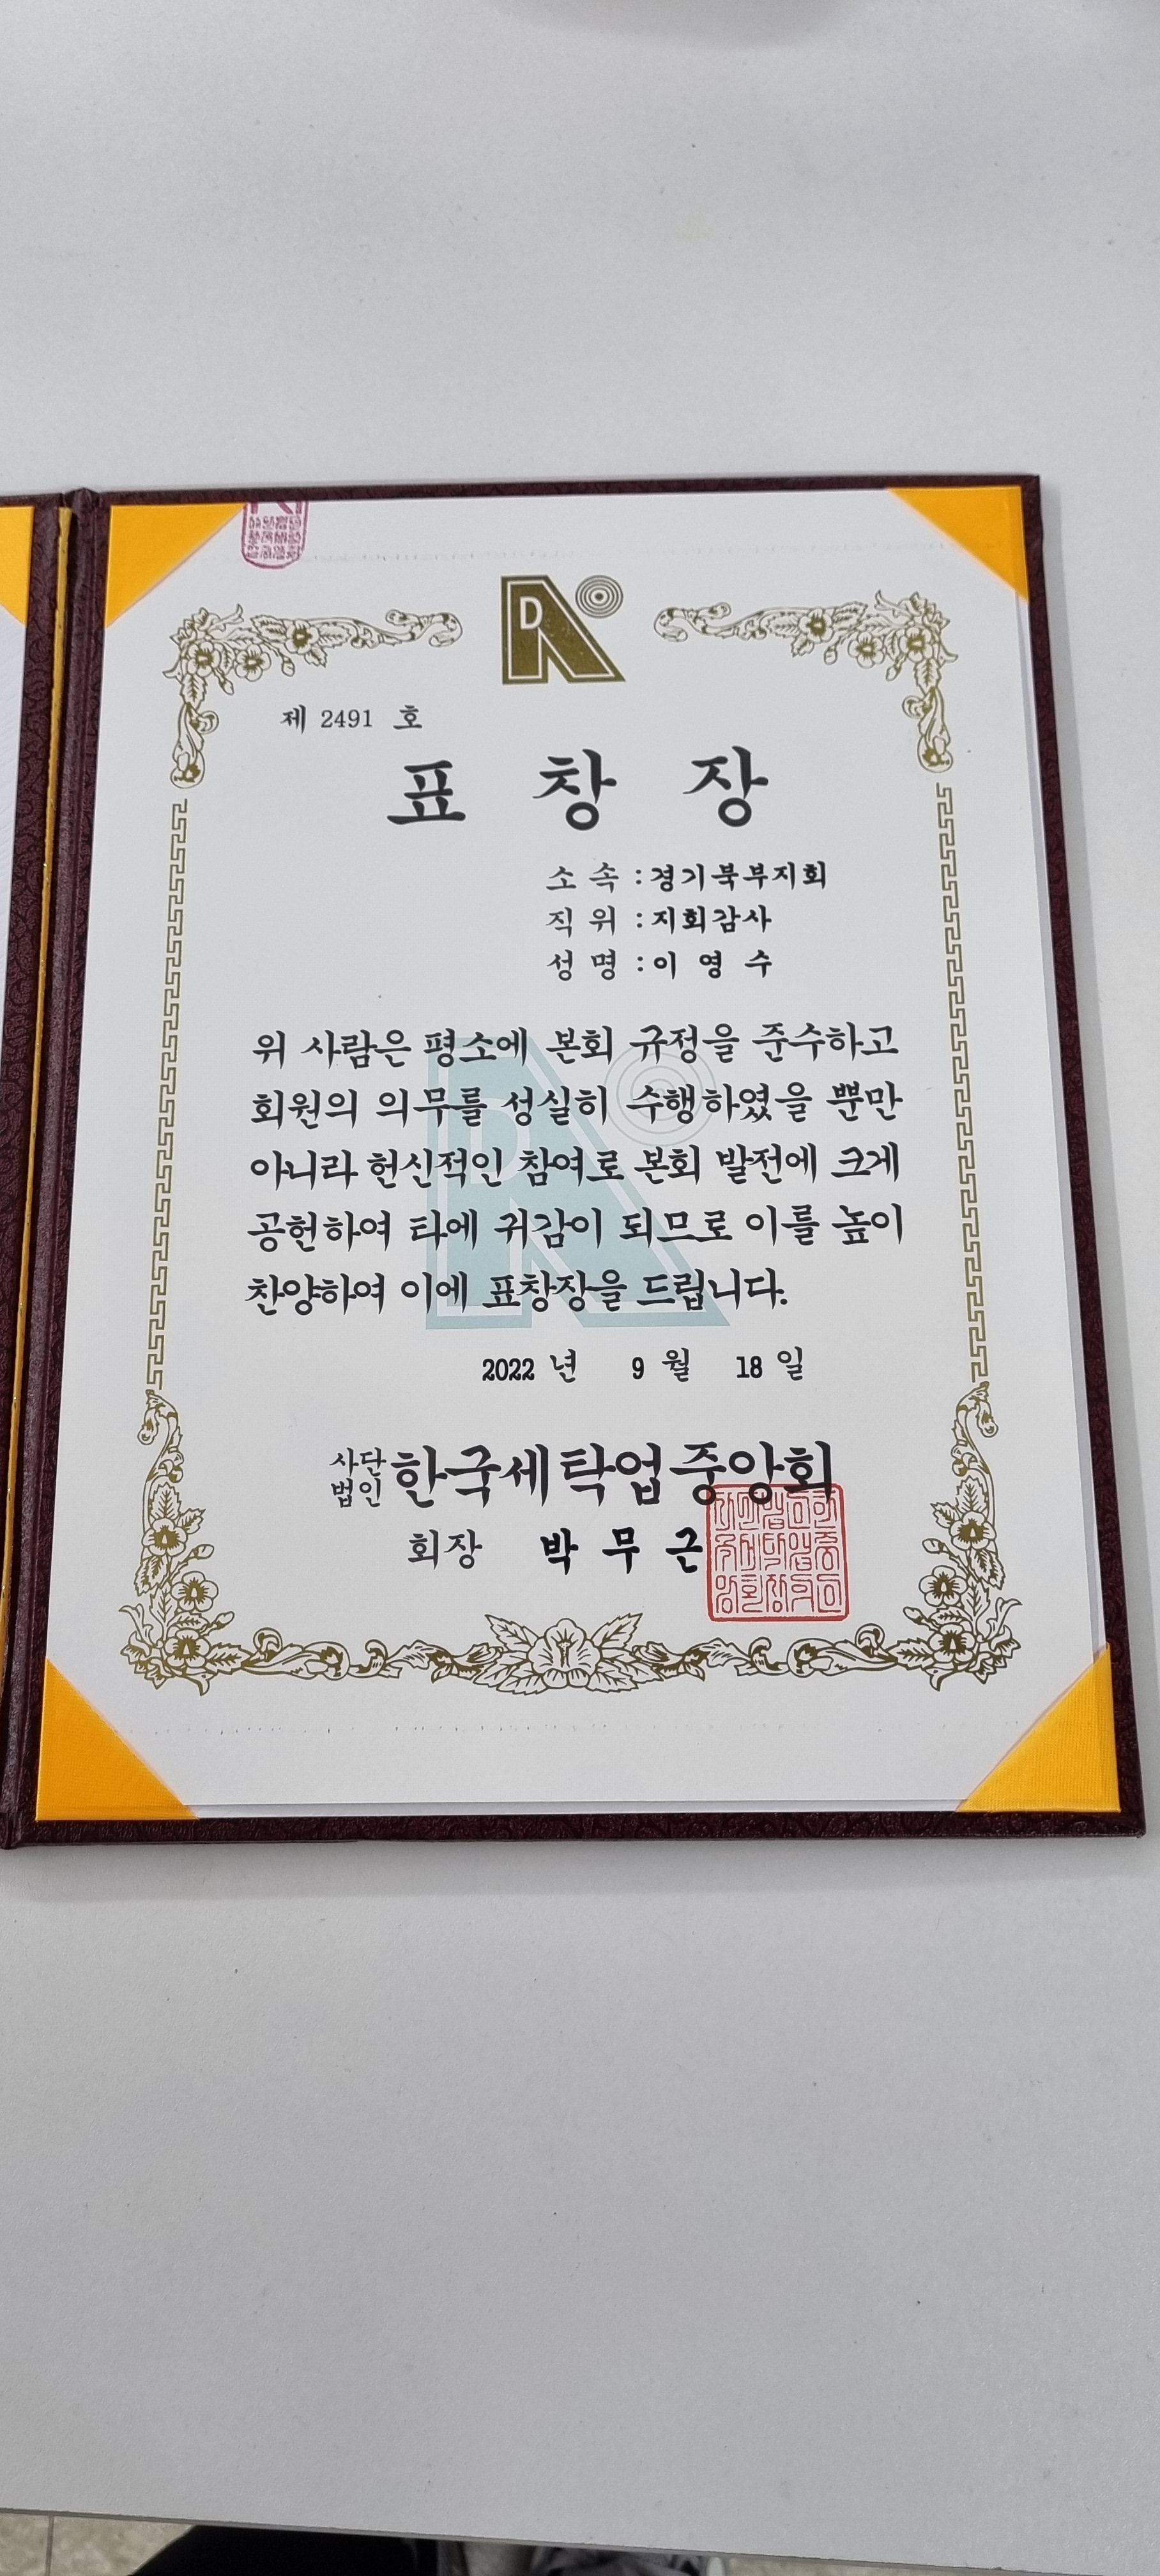 D
제 2491 호
표 창 장
소 속 : 경기북부지회
직 위 : 지회감사
성 명 : 이 영 수
위 사람은 평소에 본회 규정을 준수하고
회원의 의무를 성실히 수행하였을 뿐만
아니라 헌신적인 참여로 본회 발전에 크게
공헌하여 타에 귀감이 되므로 이를 높이
찬양하여 이에 표창장을 드립니다.
2022 년 9 월 18 일
사단법인 한국세탁업중앙회
회장 박 무 근